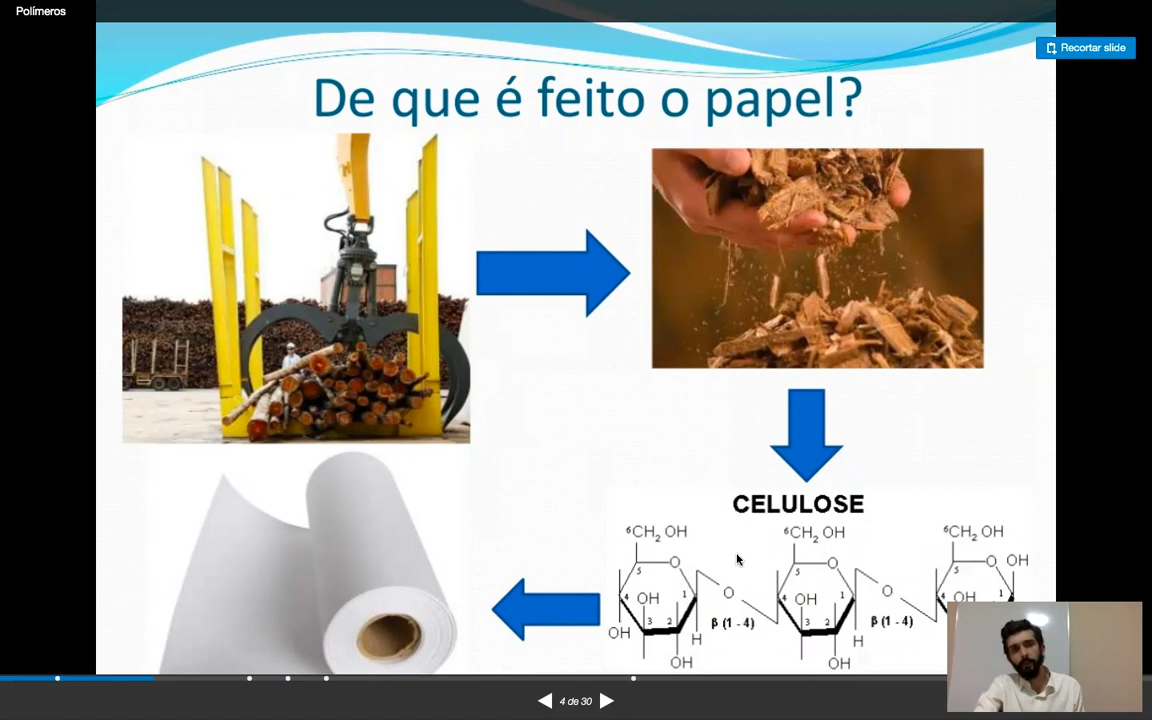 Polímeros
Recortar slide
De que é feito o papel?
CELULOSE
⁶CH₂ OH ⁶CH₂ OH ⁶CH₂ OH
5 O 5 O 5 O OH
4 OH 1 O 4 OH 1 O 4 OH 1
3 2 β (1 - 4) 3 2 β (1 - 4)
OH H H
OH OH
4 de 30